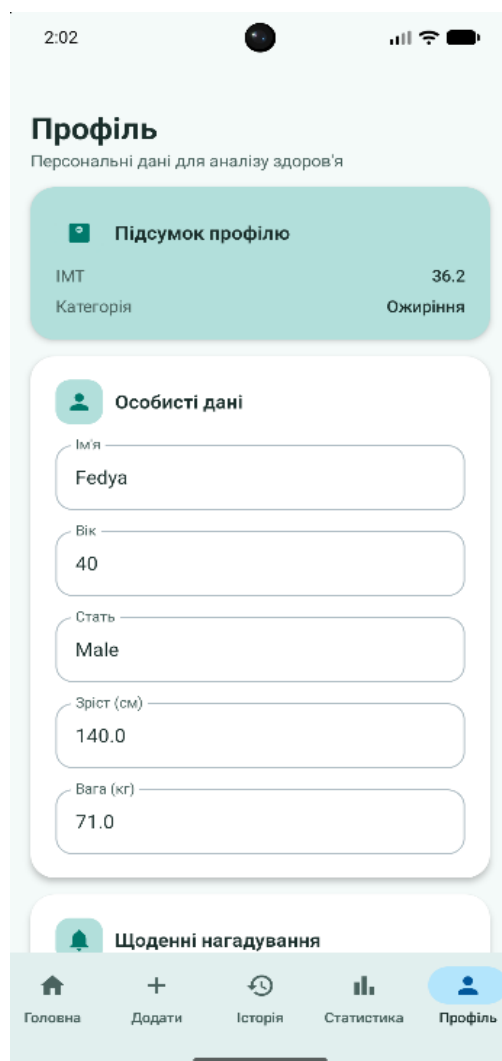 2:02
Профіль
Персональні дані для аналізу здоров'я
Підсумок профілю
ІМТ 36.2
Категорія Ожиріння
Особисті дані
Ім'я
Fedya
Вік
40
Стать
Male
Зріст (см)
140.0
Вага (кг)
71.0
Щоденні нагадування
Головна Додати Історія Статистика Профіль